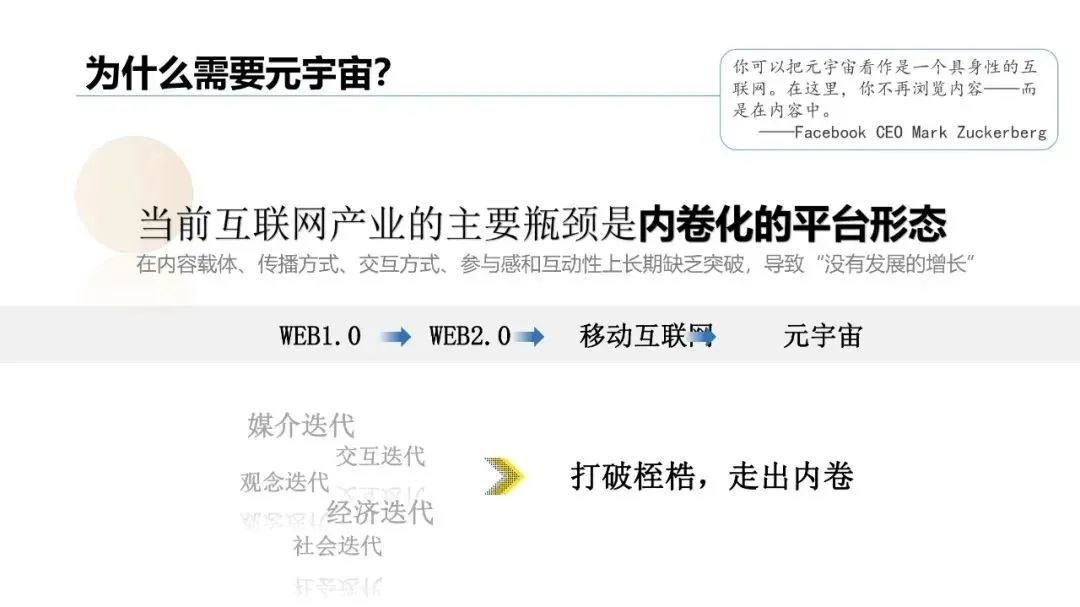 为什么需要元宇宙？
你可以把元宇宙看作是一个具身性的互
联网。在这里，你不再浏览内容——而
是在内容中。
——Facebook CEO Mark Zuckerberg
当前互联网产业的主要瓶颈是内卷化的平台形态
在内容载体、传播方式、交互方式、参与感和互动性上长期缺乏突破，导致“没有发展的增长”
WEB1.0 WEB2.0 移动互联网 元宇宙
媒介迭代
交互迭代
观念迭代
经济迭代
社会迭代
打破桎梏，走出内卷